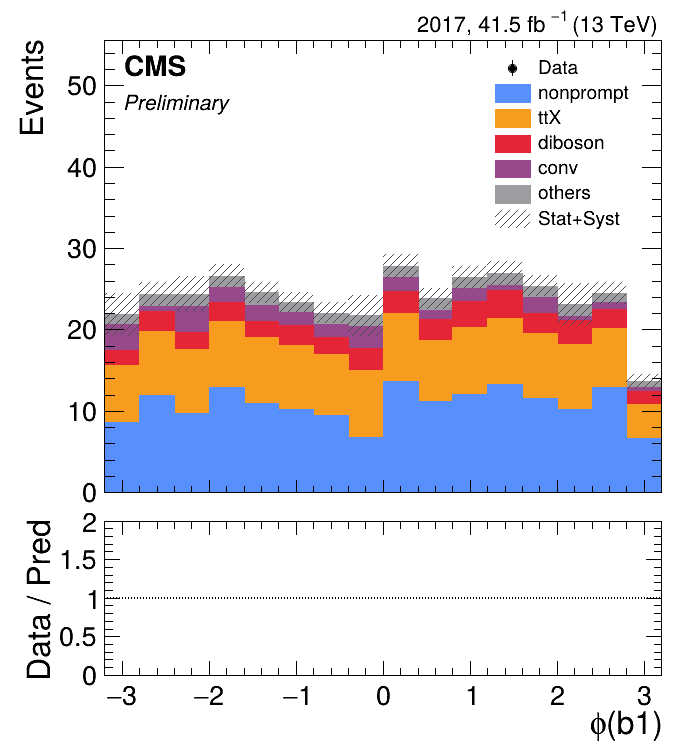 2017, 41.5 fb⁻¹ (13 TeV)
CMS
Preliminary
Events
50
40
30
20
10
0
Data
nonprompt
ttX
diboson
conv
others
Stat+Syst
Data / Pred
2
1.5
1
0.5
0
−3 −2 −1 0 1 2 3
ϕ(b1)